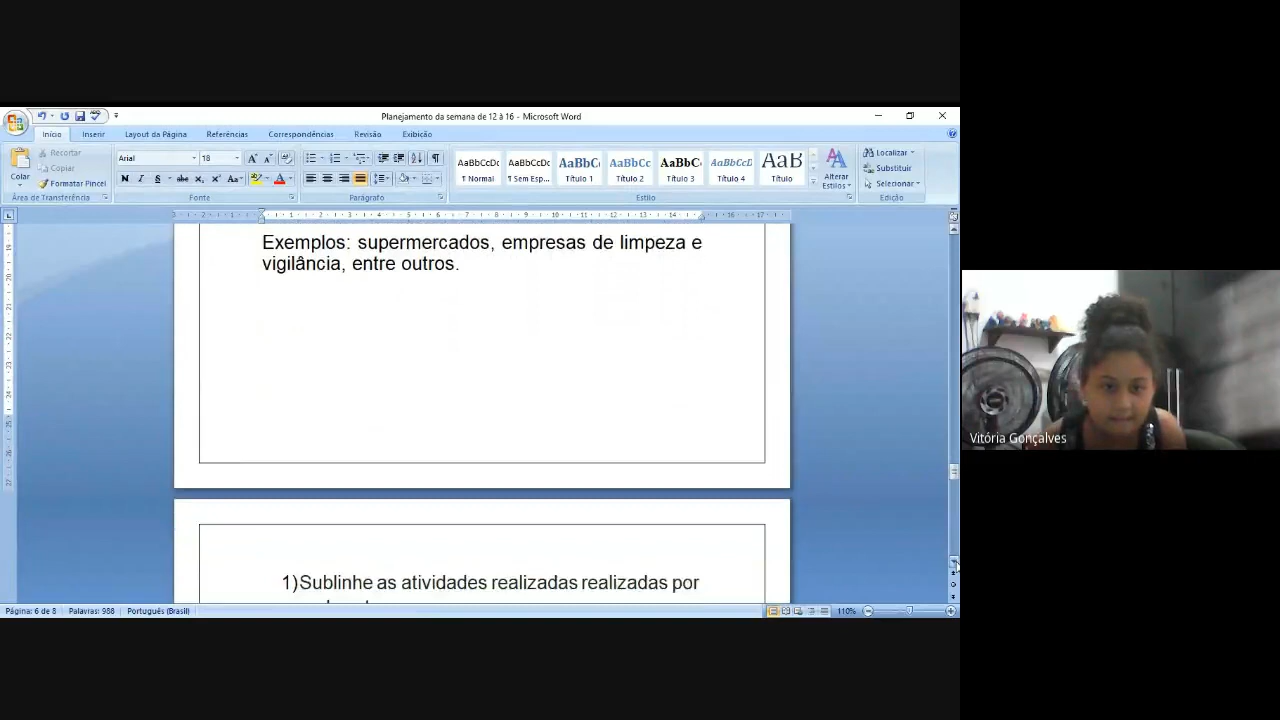 Planejamento da semana de 12 à 16 - Microsoft Word
Início Inserir Layout da Página Referências Correspondências Revisão Exibição
Colar
Recortar
Copiar
Formatar Pincel
Área de Transferência
Arial 18
N I S abc x₂ x² Aa
Fonte
Parágrafo
AaBbCcDc AaBbCcDc AaBbC AaBbCc AaBbC AaBbCcD AaB
¶ Normal ¶ Sem Esp... Título 1 Título 2 Título 3 Título 4 Título
Alterar Estilos
Estilo
Localizar
Substituir
Selecionar
Edição
Exemplos: supermercados, empresas de limpeza e
vigilância, entre outros.
1)Sublinhe as atividades realizadas realizadas por
Página: 6 de 8 Palavras: 988 Português (Brasil) 110%
Vitória Gonçalves